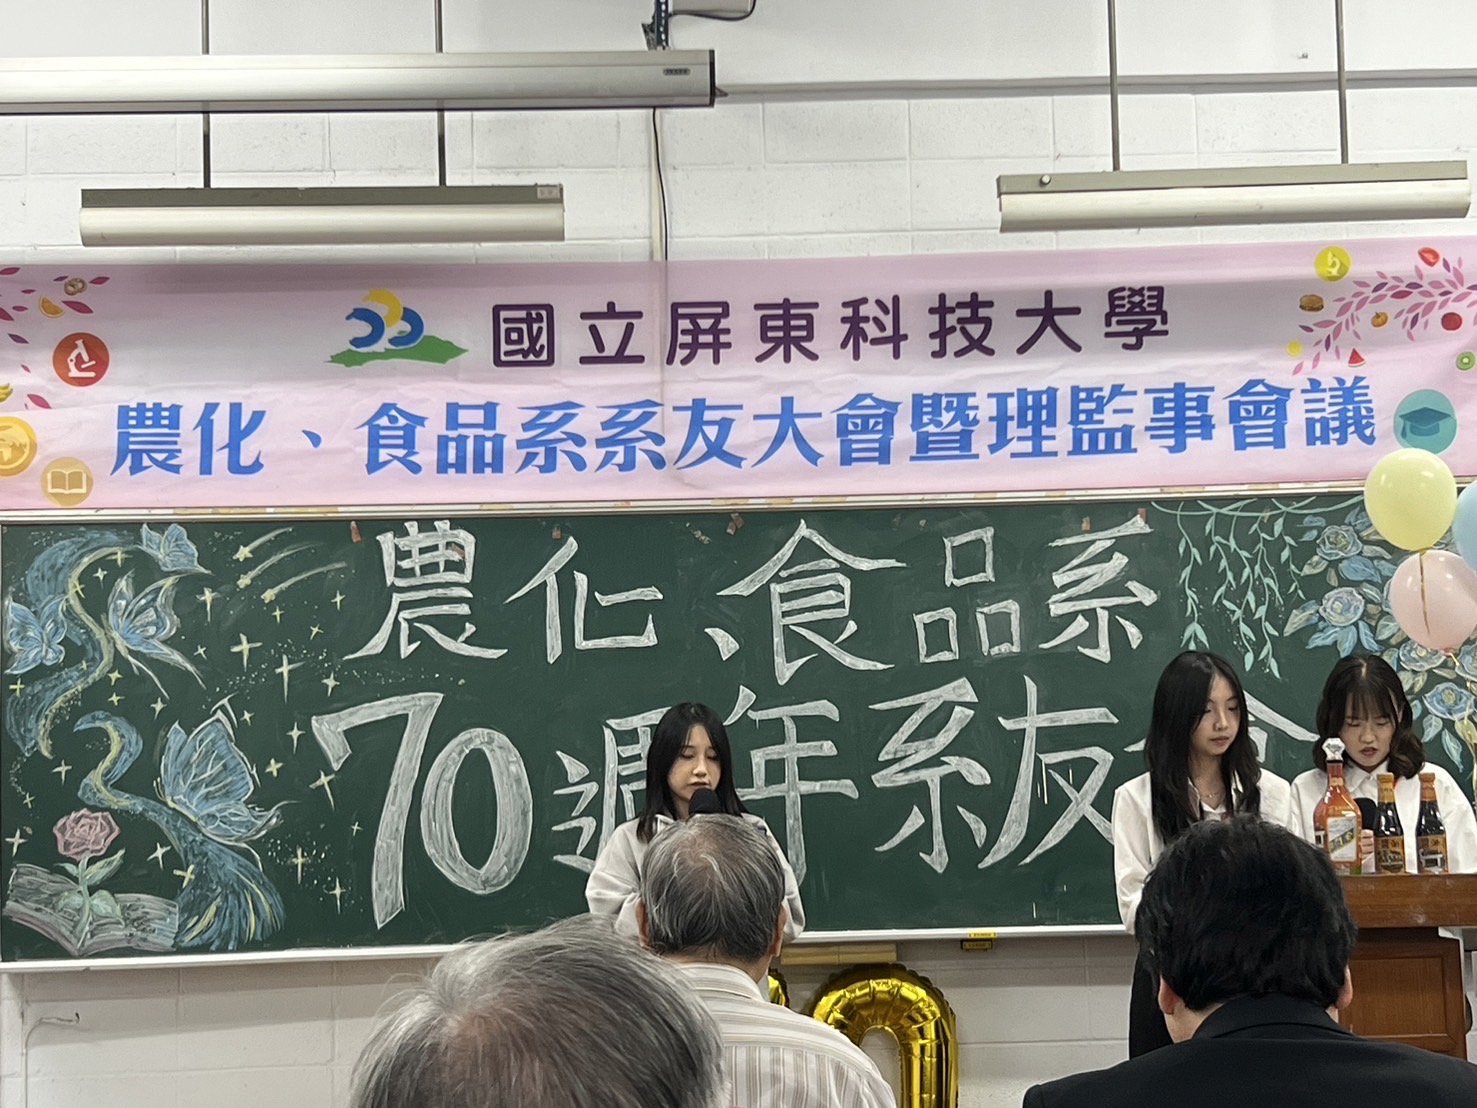 國立屏東科技大學
農化、食品系系友大會暨理監事會議
農化、食品系
70週年系友會